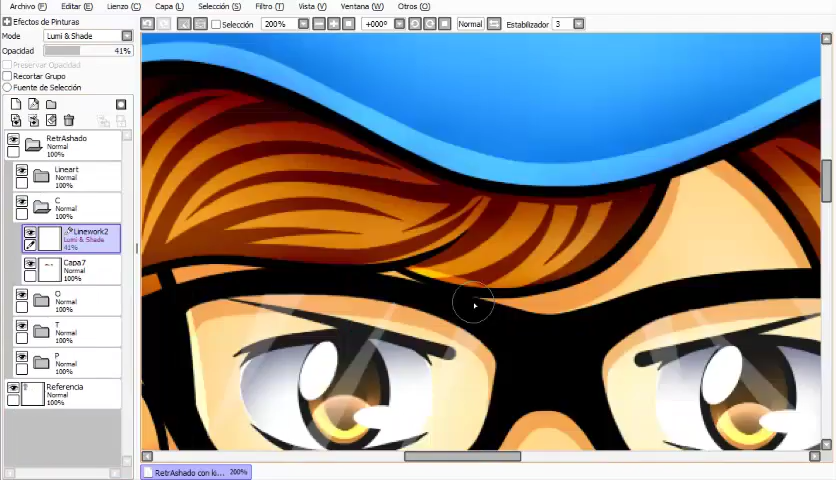 Archivo (F) Editar (E) Lienzo (C) Capa (L) Selección (S) Filtro (T) Vista (V) Ventana (W) Otros (O)
Selección 200% +000º Normal Estabilizador 3
Efectos de Pinturas
Modo Lumi & Shade
Opacidad 41%
Preservar Opacidad
Recortar Grupo
Fuente de Selección
RetrAshado
Normal
100%
Lineart
Normal
100%
C
Normal
100%
Linework2
Lumi & Shade
41%
Capa7
Normal
100%
O
Normal
100%
T
Normal
100%
P
Normal
100%
Referencia
Normal
100%
RetrAshado con lo... 200%